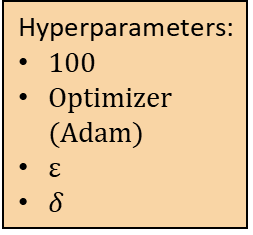 Hyperparameters:
• 100
• Optimizer
(Adam)
• ε
• δ